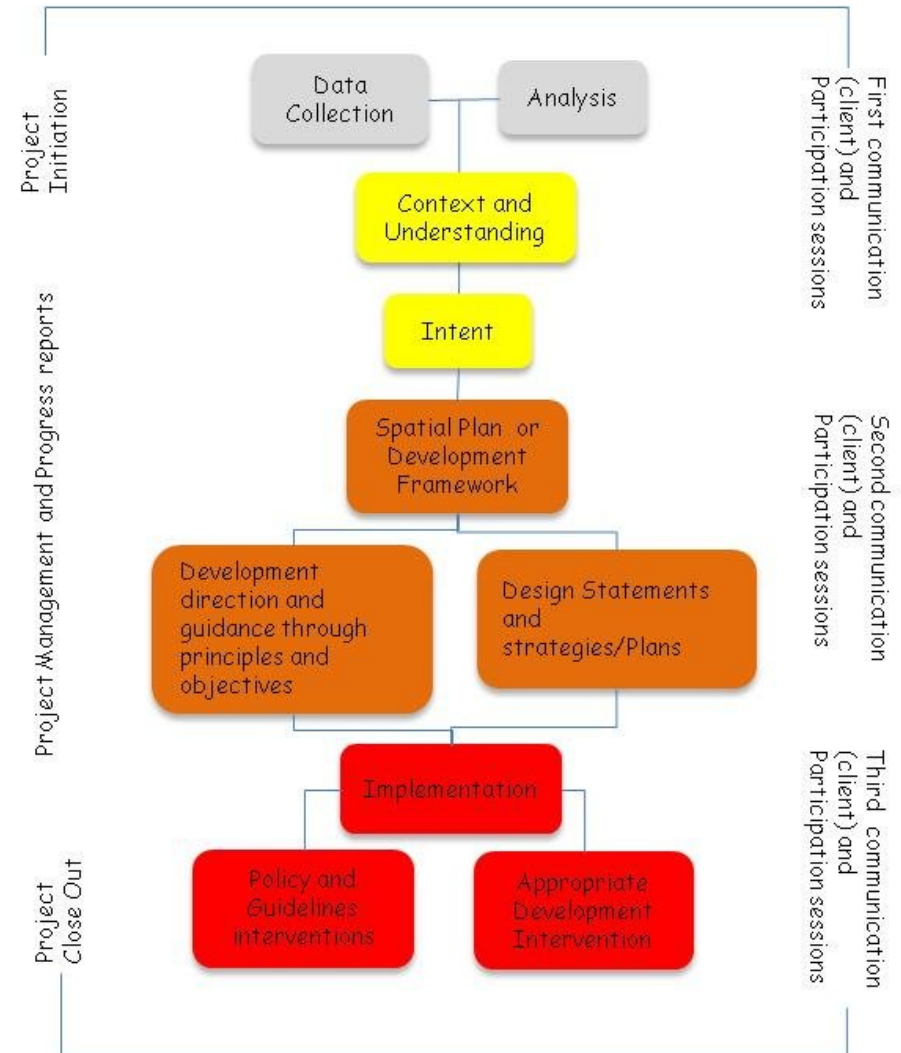 Project
Initiation
Project Management and Progress reports
Project
Close Out
Data
Collection
Analysis
Context and
Understanding
Intent
Spatial Plan or
Development
Framework
Development
direction and
guidance through
principles and
objectives
Design Statements
and
strategies/Plans
Implementation
Policy and
Guidelines
interventions
Appropriate
Development
Intervention
First communication
(client) and
Participation sessions
Second communication
(client) and
Participation sessions
Third communication
(client) and
Participation sessions